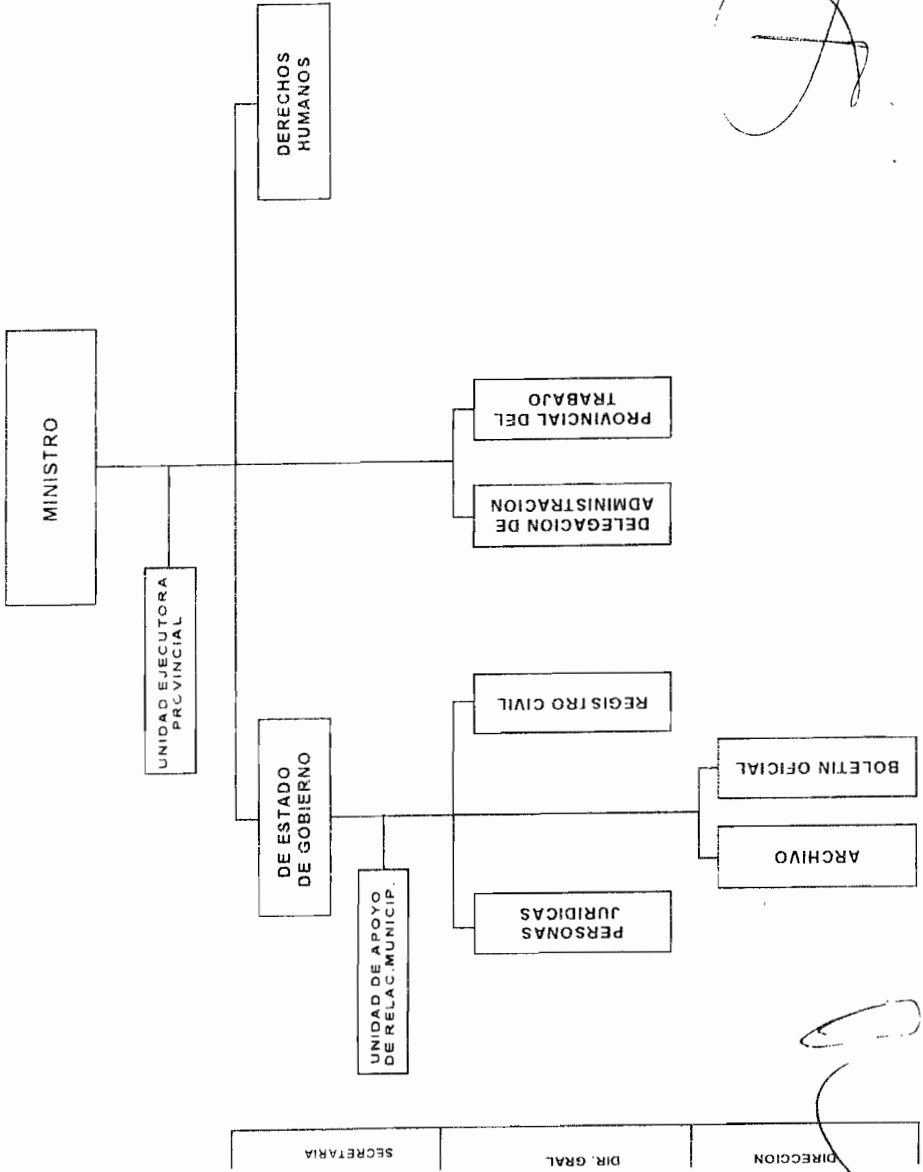 MINISTRO
UNIDAD EJECUTORA
PROVINCIAL
DE ESTADO
DE GOBIERNO
DERECHOS
HUMANOS
UNIDAD DE APOYO
DE RELAC.MUNICIP.
PERSONAS
JURIDICAS
REGISTRO CIVIL
DELEGACION DE
ADMINISTRACION
PROVINCIAL DEL
TRABAJO
ARCHIVO
BOLETIN OFICIAL
SECRETARIA
DIR. GRAL
DIRECCION